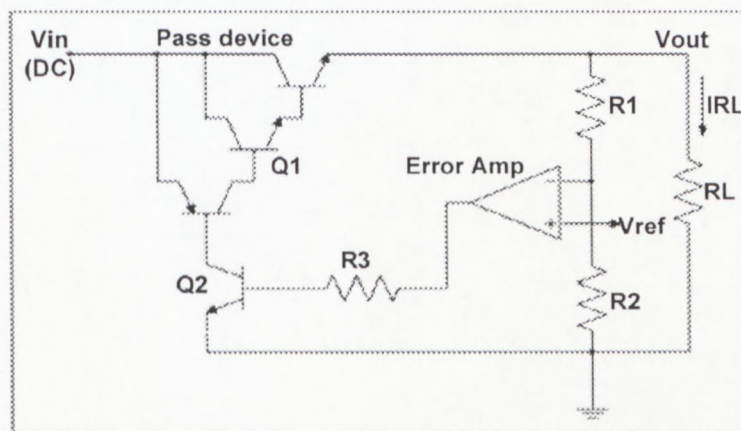 Vin
(DC)
Pass device
Vout
IRL
R1
Q1
Error Amp
RL
Vref
R3
Q2
R2